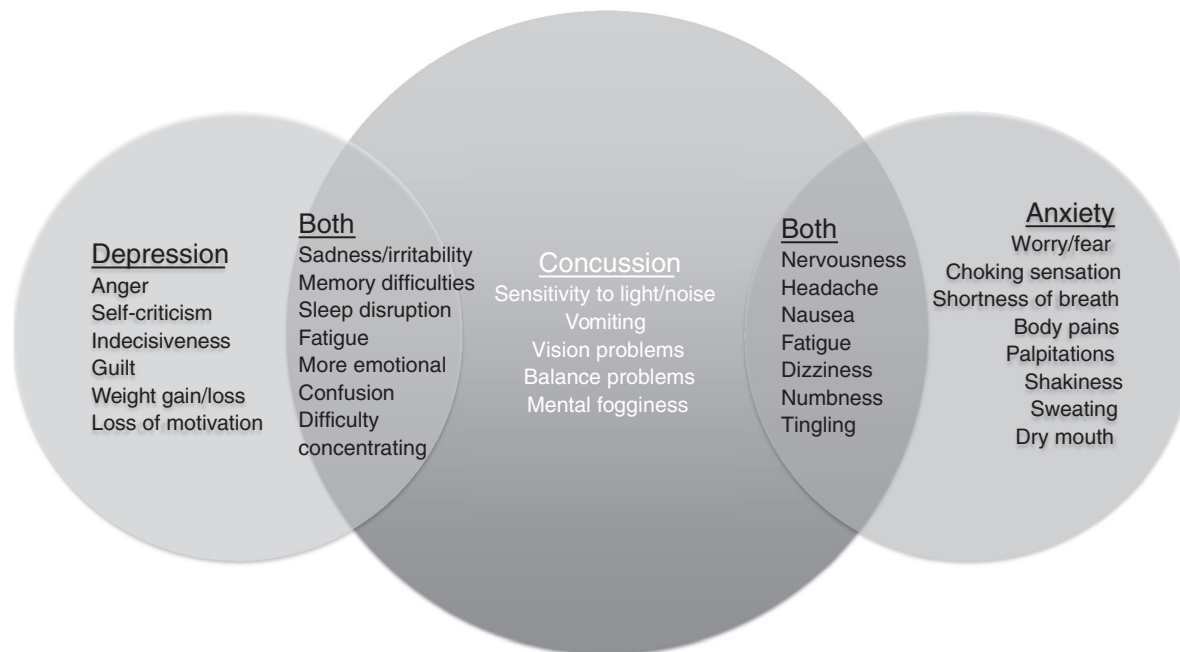 Depression
Anger
Self-criticism
Indecisiveness
Guilt
Weight gain/loss
Loss of motivation
Both
Sadness/irritability
Memory difficulties
Sleep disruption
Fatigue
More emotional
Confusion
Difficulty
concentrating
Concussion
Sensitivity to light/noise
Vomiting
Vision problems
Balance problems
Mental fogginess
Both
Nervousness
Headache
Nausea
Fatigue
Dizziness
Numbness
Tingling
Anxiety
Worry/fear
Choking sensation
Shortness of breath
Body pains
Palpitations
Shakiness
Sweating
Dry mouth